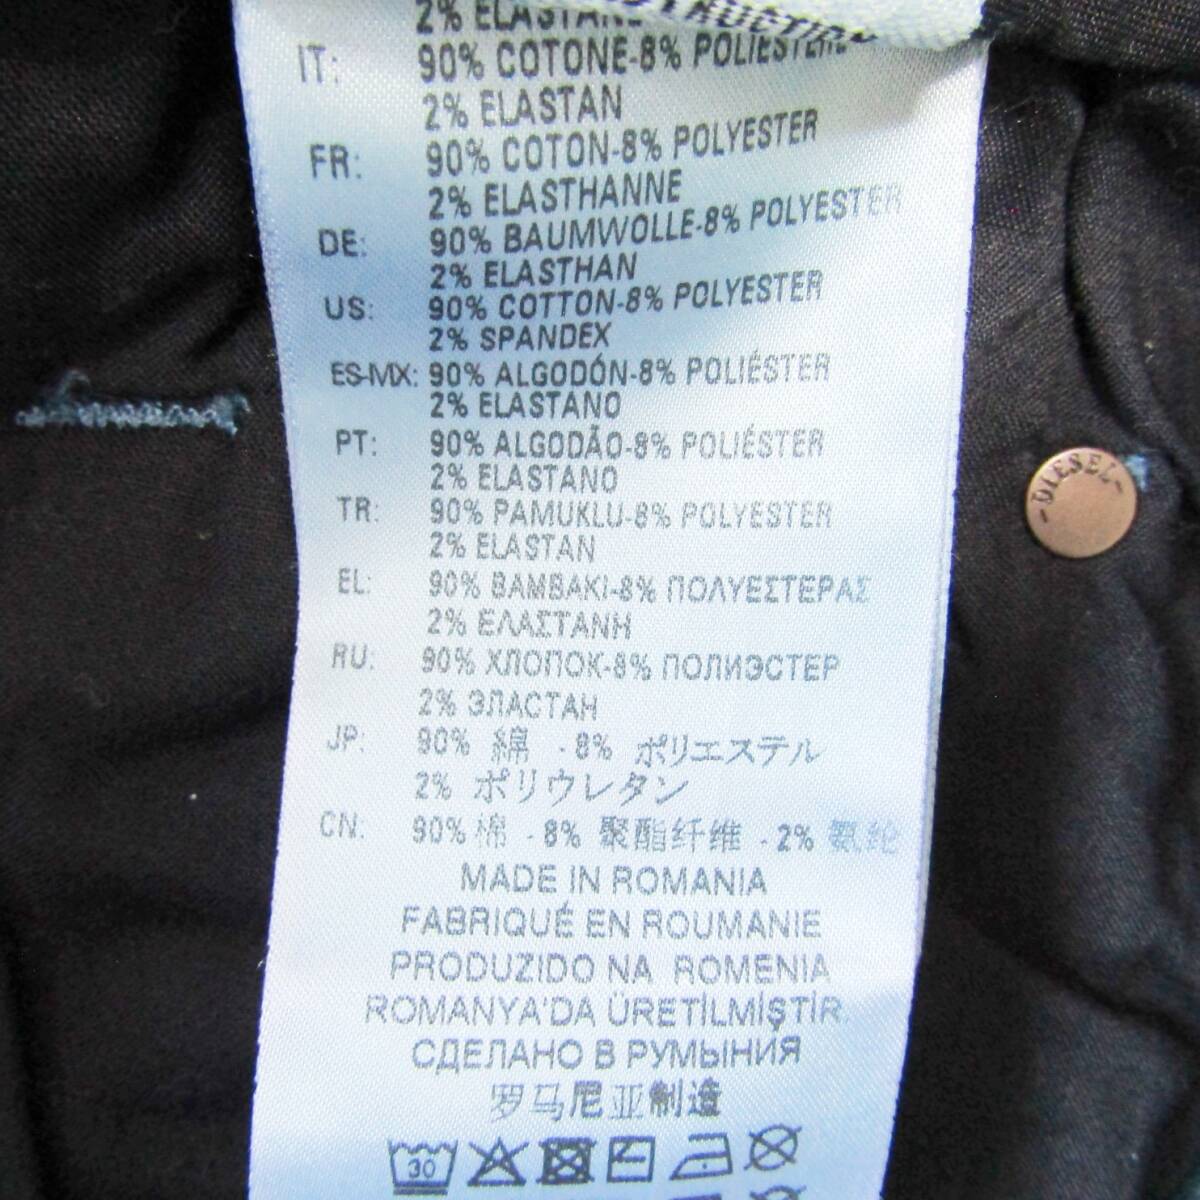 2% ELASTANE
IT: 90% COTONE-8% POLIESTERE
2% ELASTAN
FR: 90% COTON-8% POLYESTER
2% ELASTHANNE
DE: 90% BAUMWOLLE-8% POLYESTER
2% ELASTHAN
US: 90% COTTON-8% POLYESTER
2% SPANDEX
ES-MX: 90% ALGODÓN-8% POLIÉSTER
2% ELASTANO
PT: 90% ALGODÃO-8% POLIÉSTER
2% ELASTANO
TR: 90% PAMUKLU-8% POLYESTER
2% ELASTAN
EL: 90% BAMBAKI-8% ΠΟΛΥΕΣΤΕΡΑΣ
2% ΕΛΑΣΤΑΝΗ
RU: 90% ХЛОПОК-8% ПОЛИЭСТЕР
2% ЭЛАСТАН
JP: 90% 綿 - 8% ポリエステル
2% ポリウレタン
CN: 90% 棉 - 8% 聚酯纤维 - 2% 氨纶
MADE IN ROMANIA
FABRIQUÉ EN ROUMANIE
PRODUZIDO NA ROMENIA
ROMANYA'DA ÜRETİLMİŞTİR.
СДЕЛАНО В РУМЫНИЯ
罗马尼亚制造
30
-DIESEL-